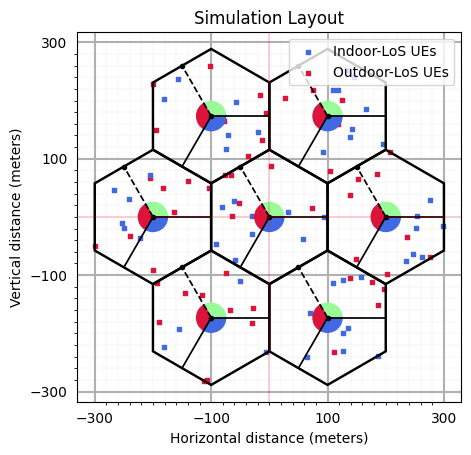 Simulation Layout
Indoor-LoS UEs
Outdoor-LoS UEs
Vertical distance (meters)
300
100
−100
−300
−300
−100
100
300
Horizontal distance (meters)